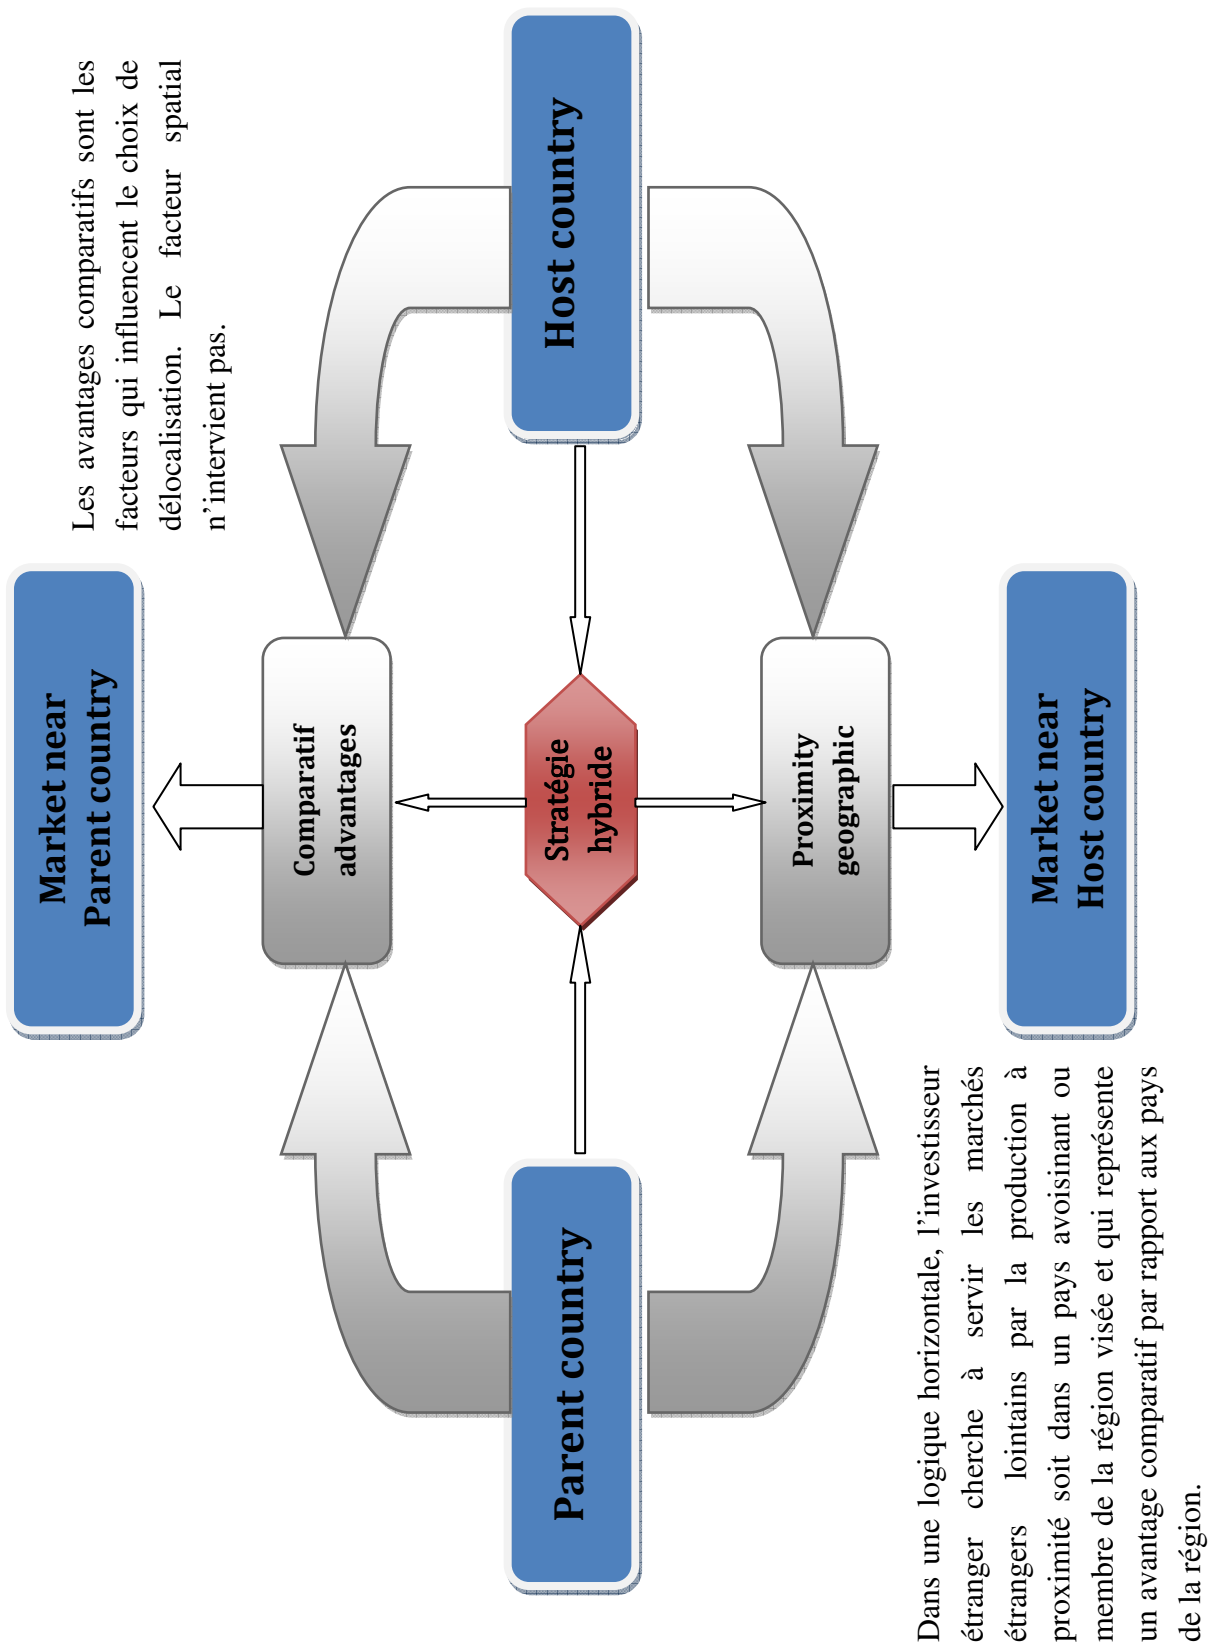 Les avantages comparatifs sont les
facteurs qui influencent le choix de
délocalisation. Le facteur spatial
n’intervient pas.
Market near
Parent country
Comparatif
advantages
Parent country
Stratégie
hybride
Host country
Proximity
geographic
Market near
Host country
Dans une logique horizontale, l’investisseur
étranger cherche à servir les marchés
étrangers lointains par la production à
proximité soit dans un pays avoisinant ou
membre de la région visée et qui représente
un avantage comparatif par rapport aux pays
de la région.